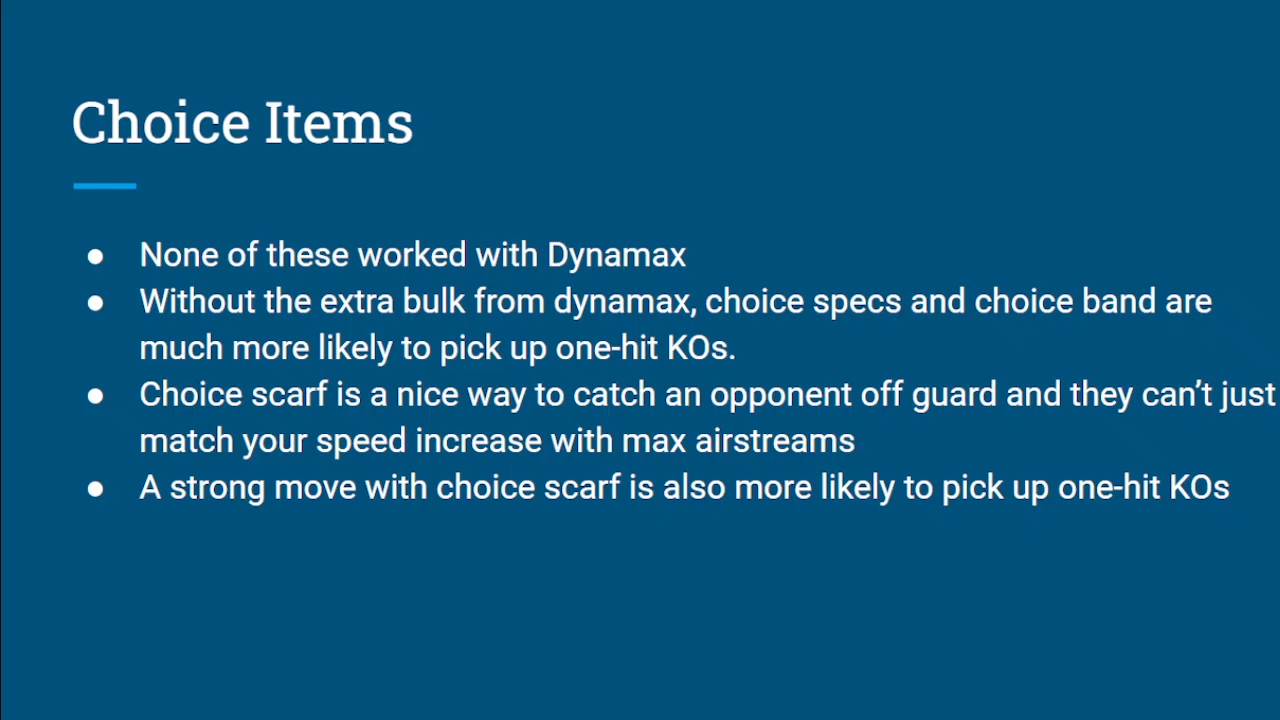 Choice Items
● None of these worked with Dynamax
● Without the extra bulk from dynamax, choice specs and choice band are
much more likely to pick up one-hit KOs.
● Choice scarf is a nice way to catch an opponent off guard and they can’t just
match your speed increase with max airstreams
● A strong move with choice scarf is also more likely to pick up one-hit KOs